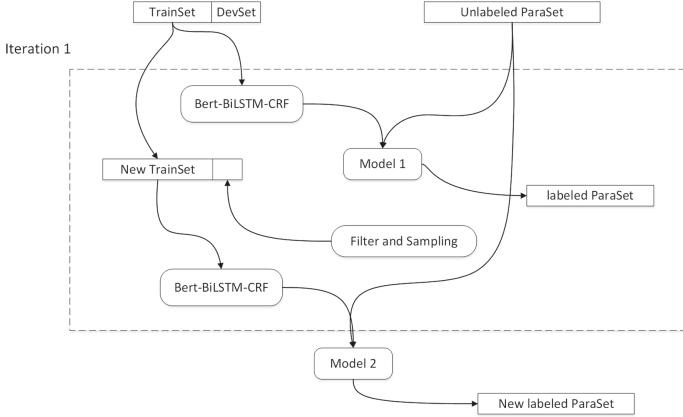 TrainSet
DevSet
Unlabeled ParaSet
Iteration 1
Bert-BiLSTM-CRF
New TrainSet
Model 1
labeled ParaSet
Filter and Sampling
Bert-BiLSTM-CRF
Model 2
New labeled ParaSet